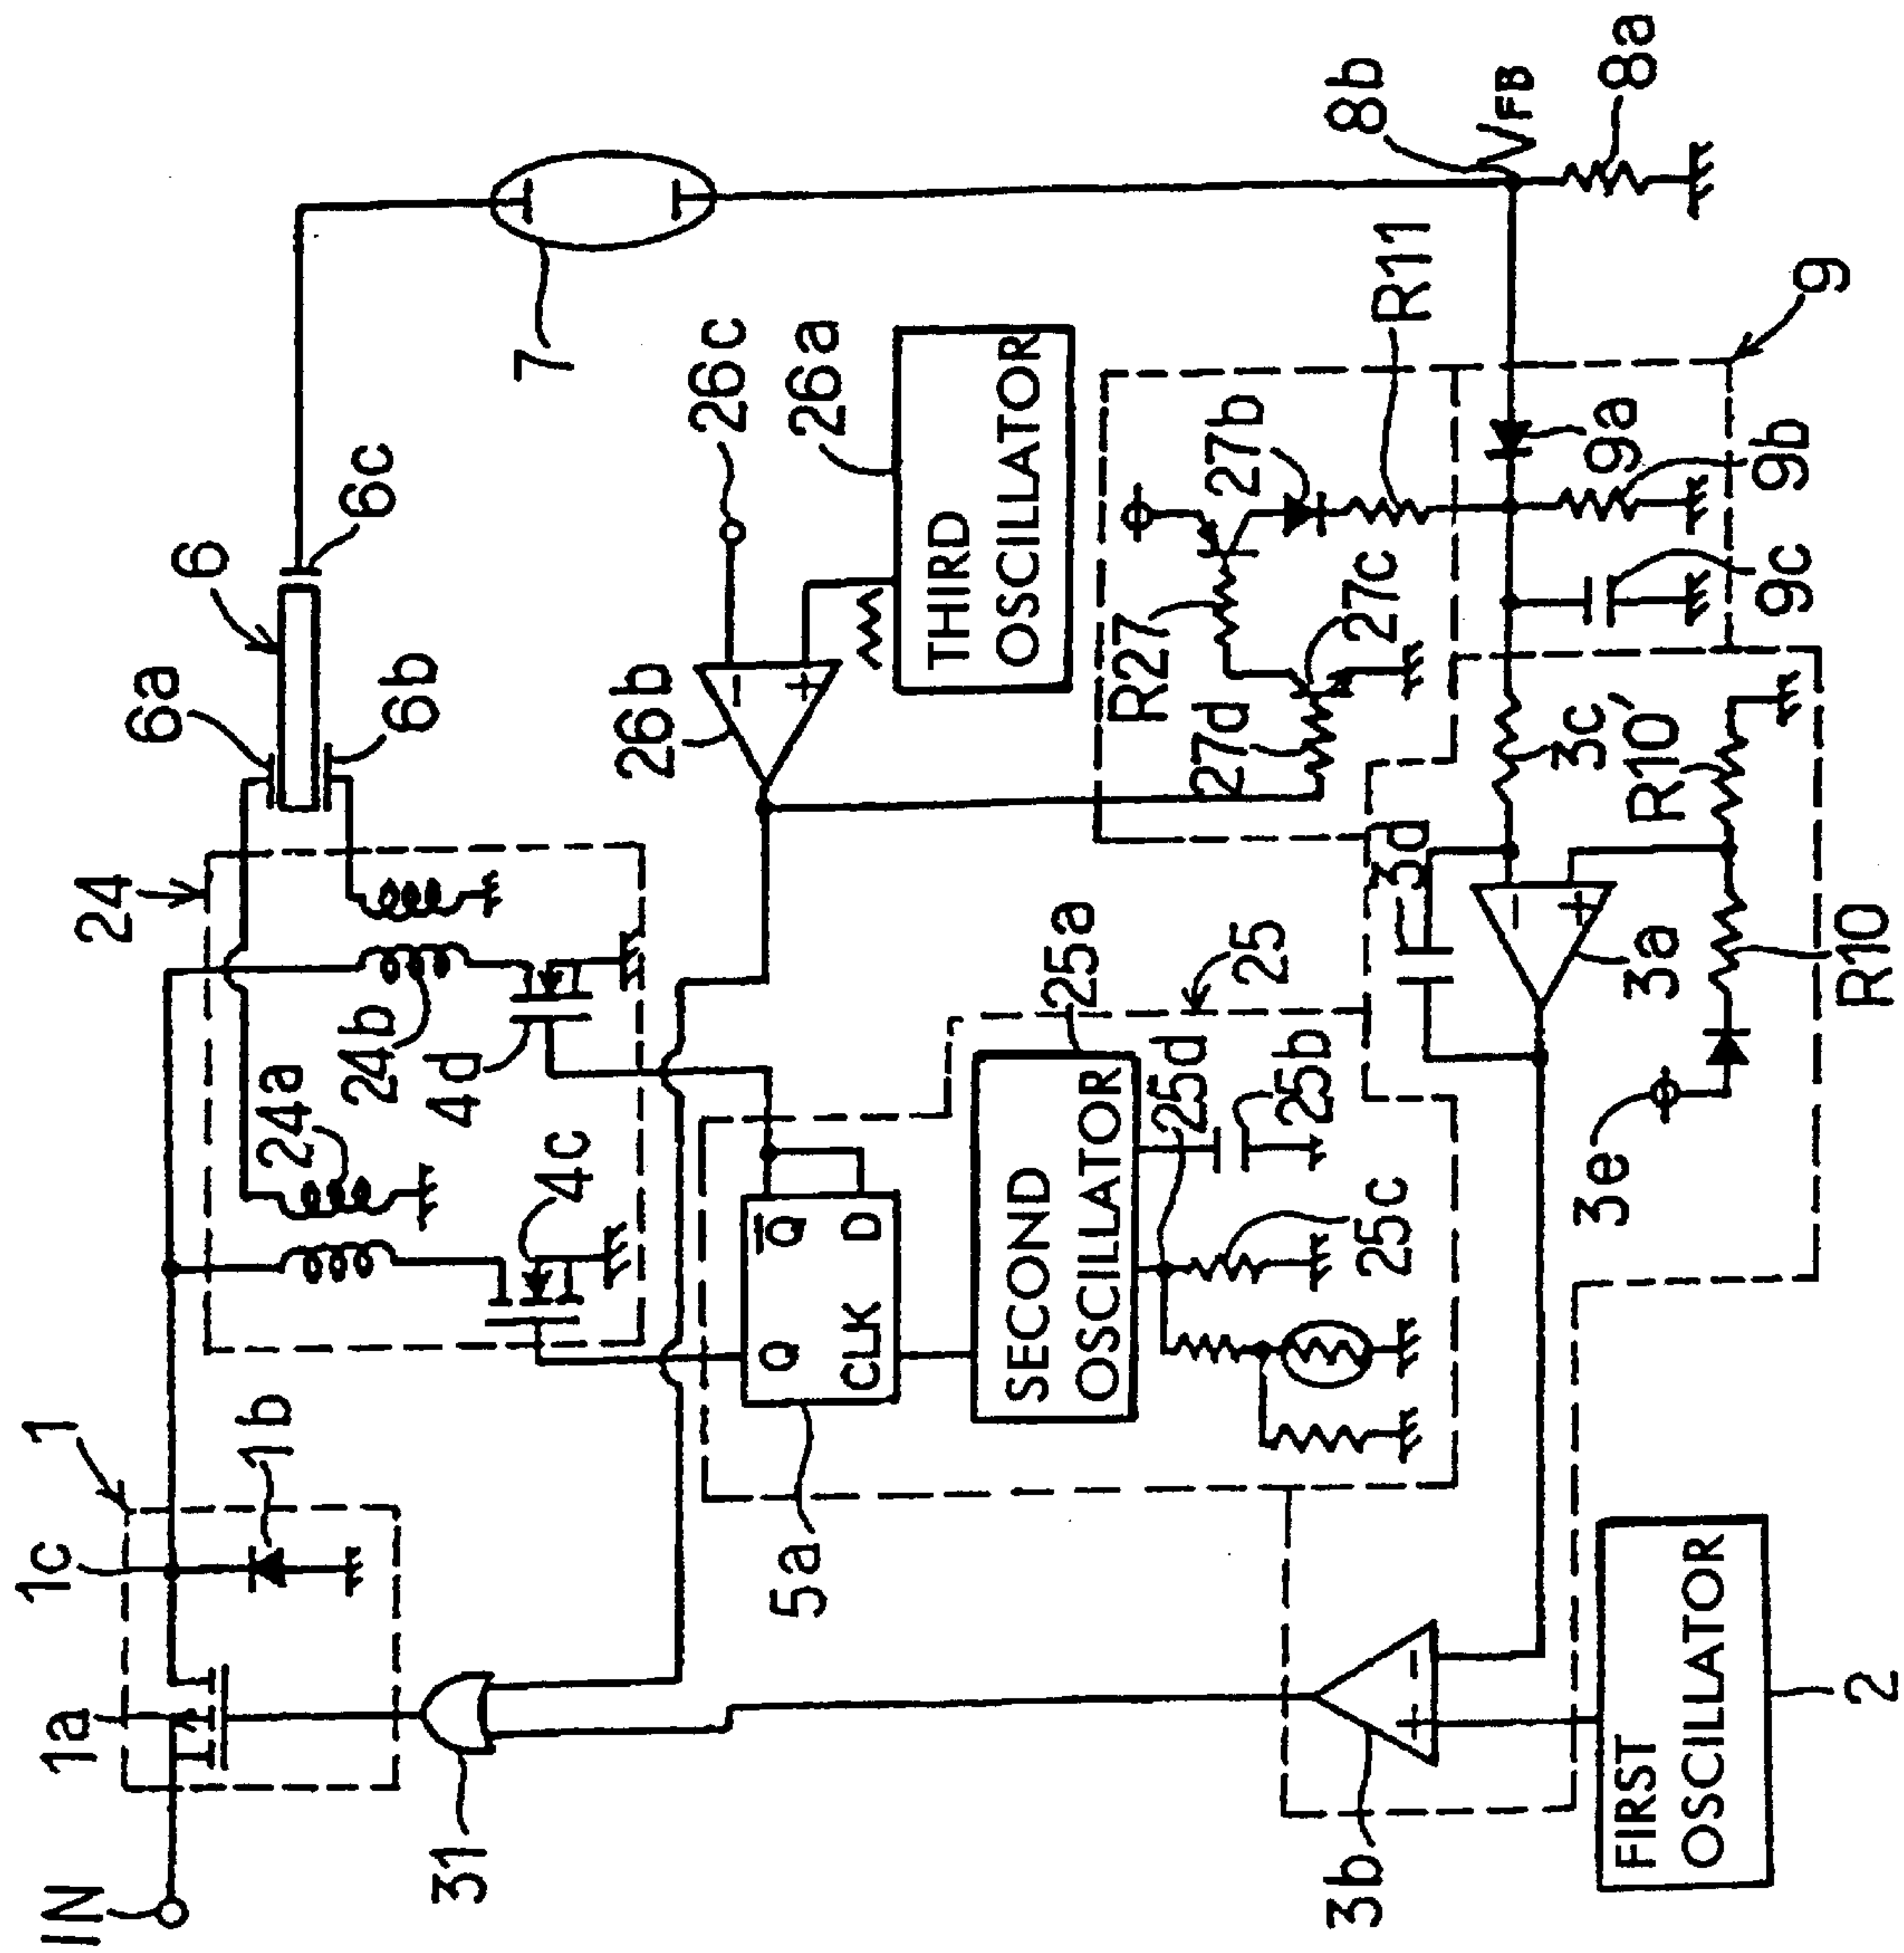 IN
1a
1c
1
1b
31
24
24a
24b
4c
4d
6
6a
6b
6c
7
26c
26b
−
+
26a
THIRD
OSCILLATOR
5a
Q
Q̅
CLK
D
SECOND
OSCILLATOR
25a
25
25d
25b
25c
R27
27b
27c
27d
R11
8b
VFB
8a
9
9a
9b
9c
3c
3d
R10'
−
+
3a
R10
3e
3b
+
−
FIRST
OSCILLATOR
2